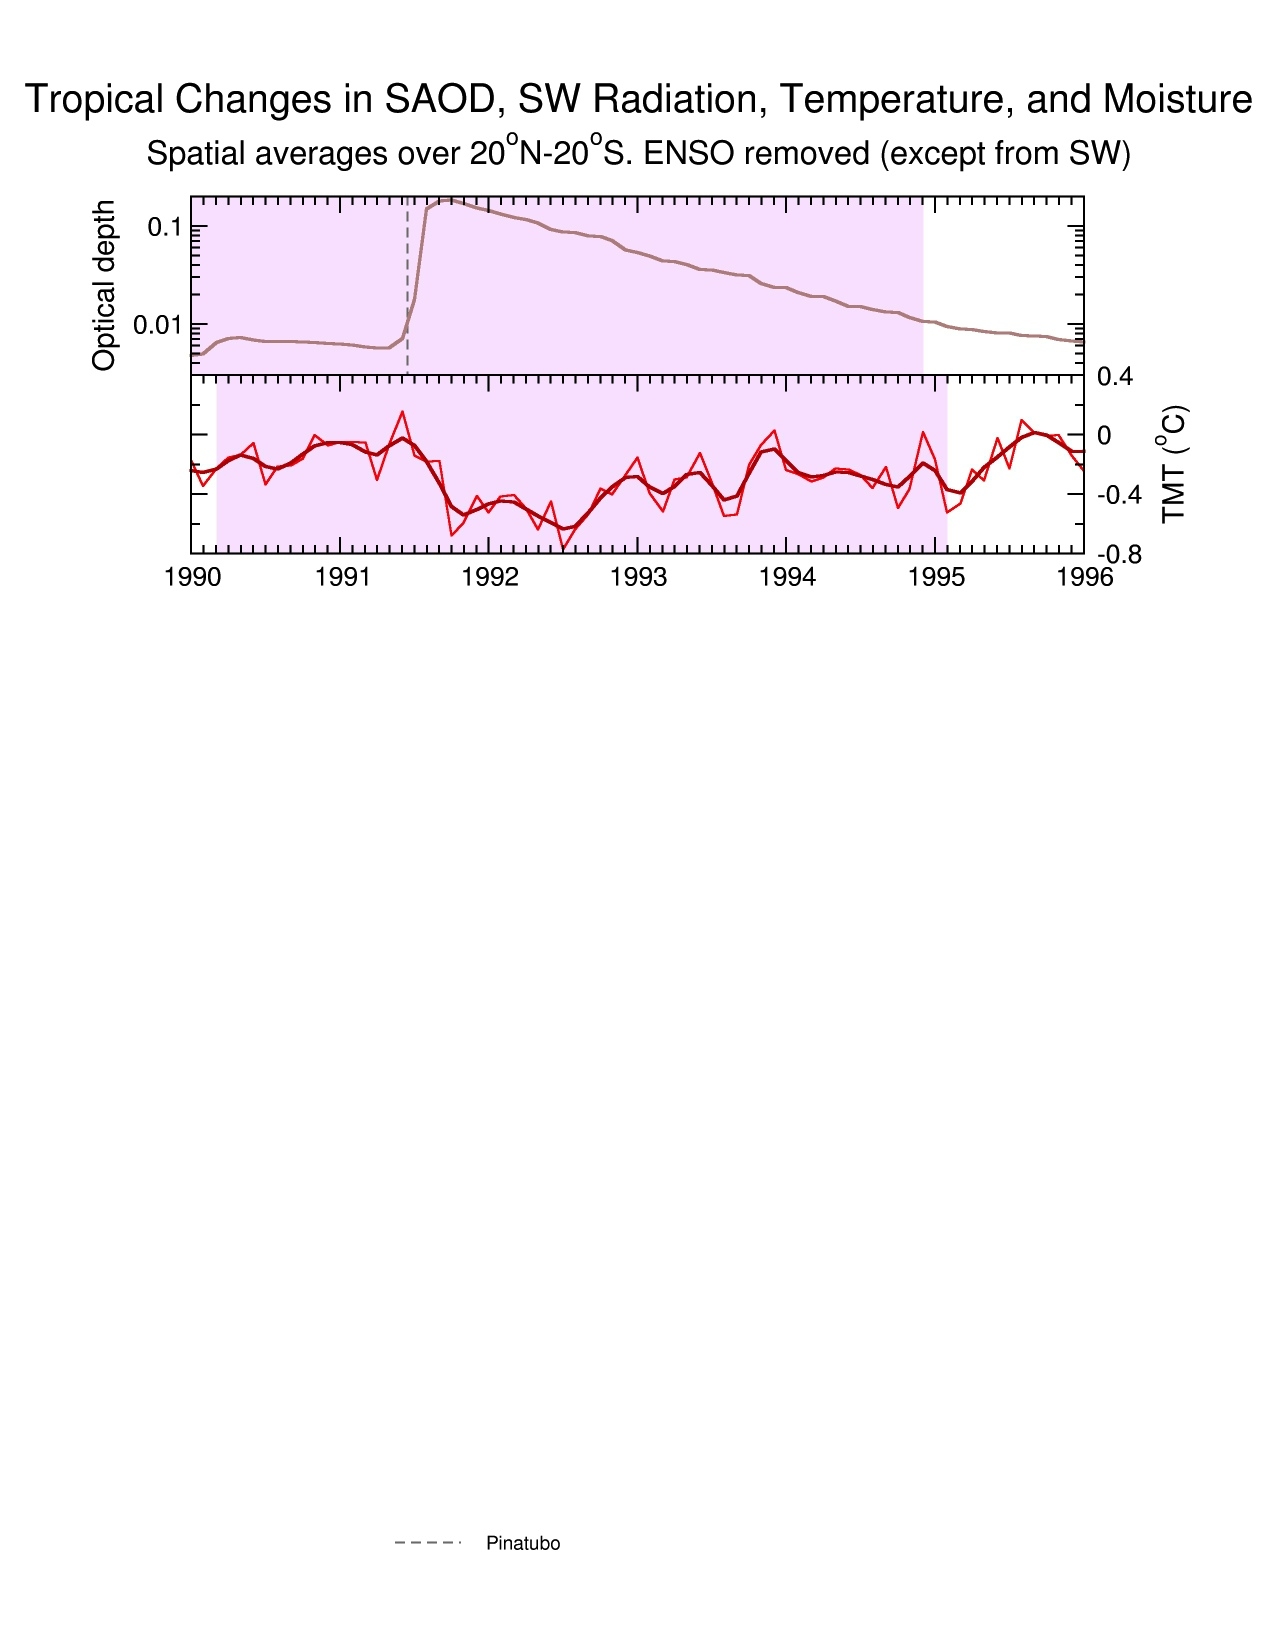 Tropical Changes in SAOD, SW Radiation, Temperature, and Moisture
Spatial averages over 20°N-20°S. ENSO removed (except from SW)
Optical depth
0.1
0.01
0.4
0
-0.4
-0.8
TMT (°C)
1990 1991 1992 1993 1994 1995 1996
Pinatubo